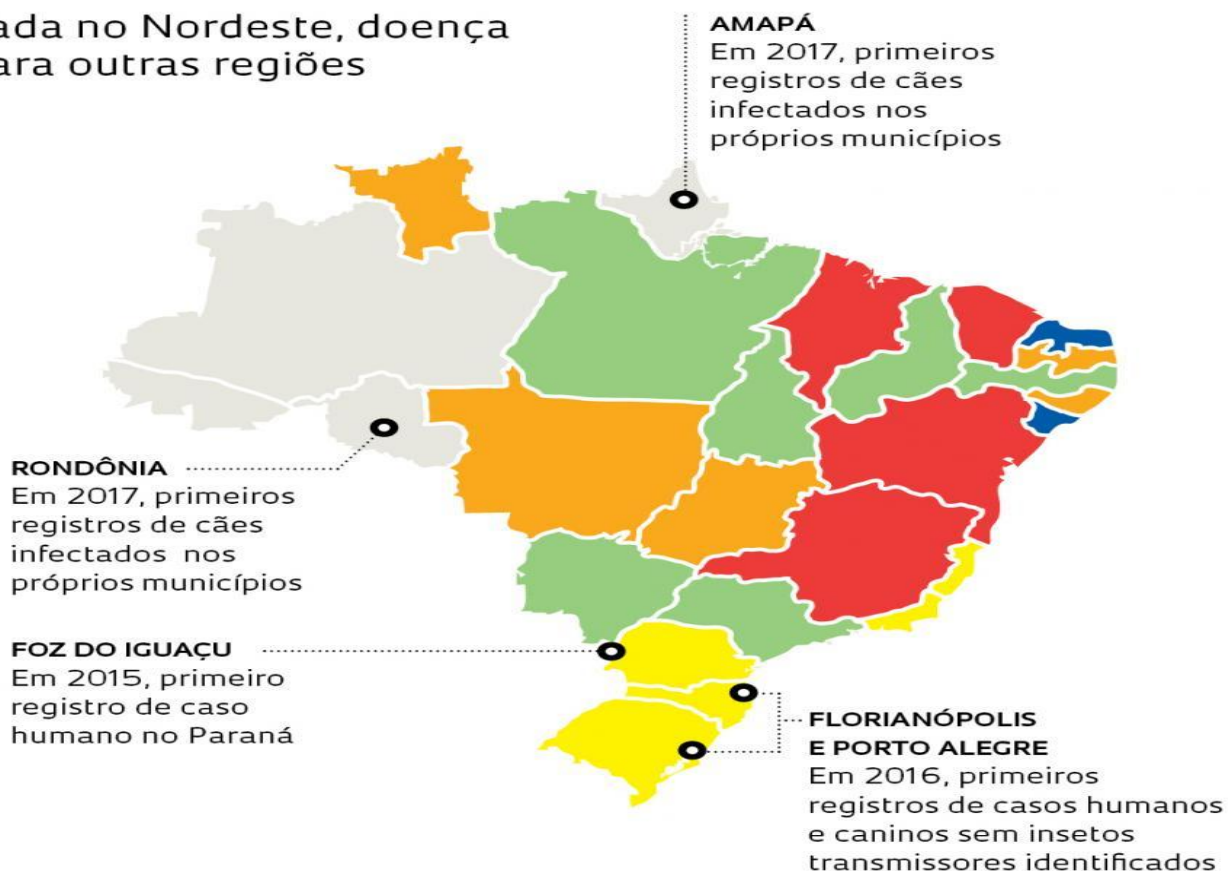 ada no Nordeste, doença
ara outras regiões
AMAPÁ
Em 2017, primeiros
registros de cães
infectados nos
próprios municípios
RONDÔNIA
Em 2017, primeiros
registros de cães
infectados nos
próprios municípios
FOZ DO IGUAÇU
Em 2015, primeiro
registro de caso
humano no Paraná
FLORIANÓPOLIS
E PORTO ALEGRE
Em 2016, primeiros
registros de casos humanos
e caninos sem insetos
transmissores identificados